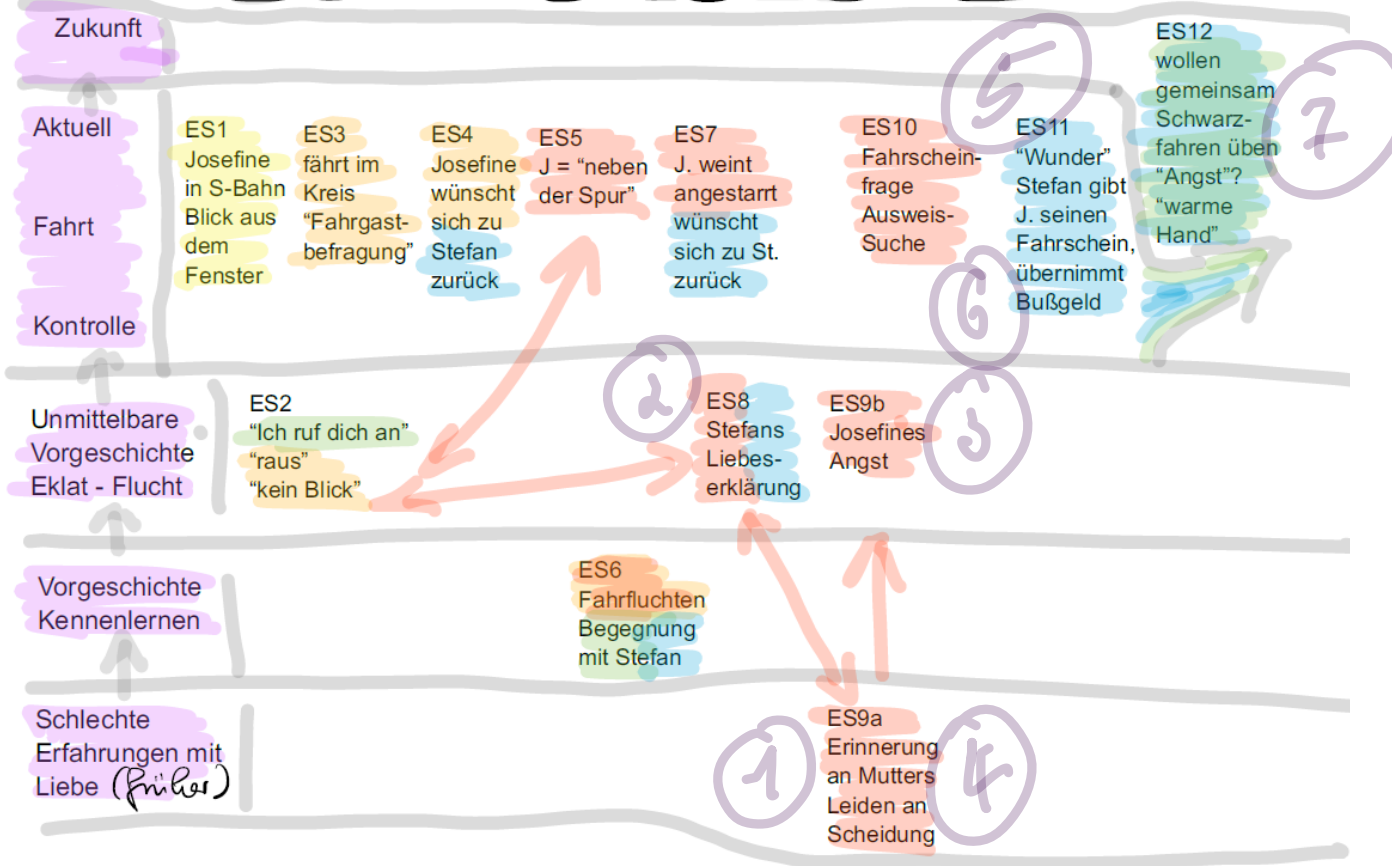 Zukunft
ES12
wollen
gemeinsam
Schwarz-
fahren üben
"Angst"?
"warme
Hand"
7
5
Aktuell
Fahrt
Kontrolle
ES1
Josefine
in S-Bahn
Blick aus
dem
Fenster
ES3
fährt im
Kreis
"Fahrgast-
befragung"
ES4
Josefine
wünscht
sich zu
Stefan
zurück
ES5
J = "neben
der Spur"
ES7
J. weint
angestarrt
wünscht
sich zu St.
zurück
ES10
Fahrschein-
frage
Ausweis-
Suche
6
ES11
"Wunder"
Stefan gibt
J. seinen
Fahrschein,
übernimmt
Bußgeld
Unmittelbare
Vorgeschichte
Eklat - Flucht
ES2
"Ich ruf dich an"
"raus"
"kein Blick"
2
ES8
Stefans
Liebes-
erklärung
ES9b
Josefines
Angst
3
Vorgeschichte
Kennenlernen
ES6
Fahrfluchten
Begegnung
mit Stefan
Schlechte
Erfahrungen mit
Liebe (früher)
1
ES9a
Erinnerung
an Mutters
Leiden an
Scheidung
4